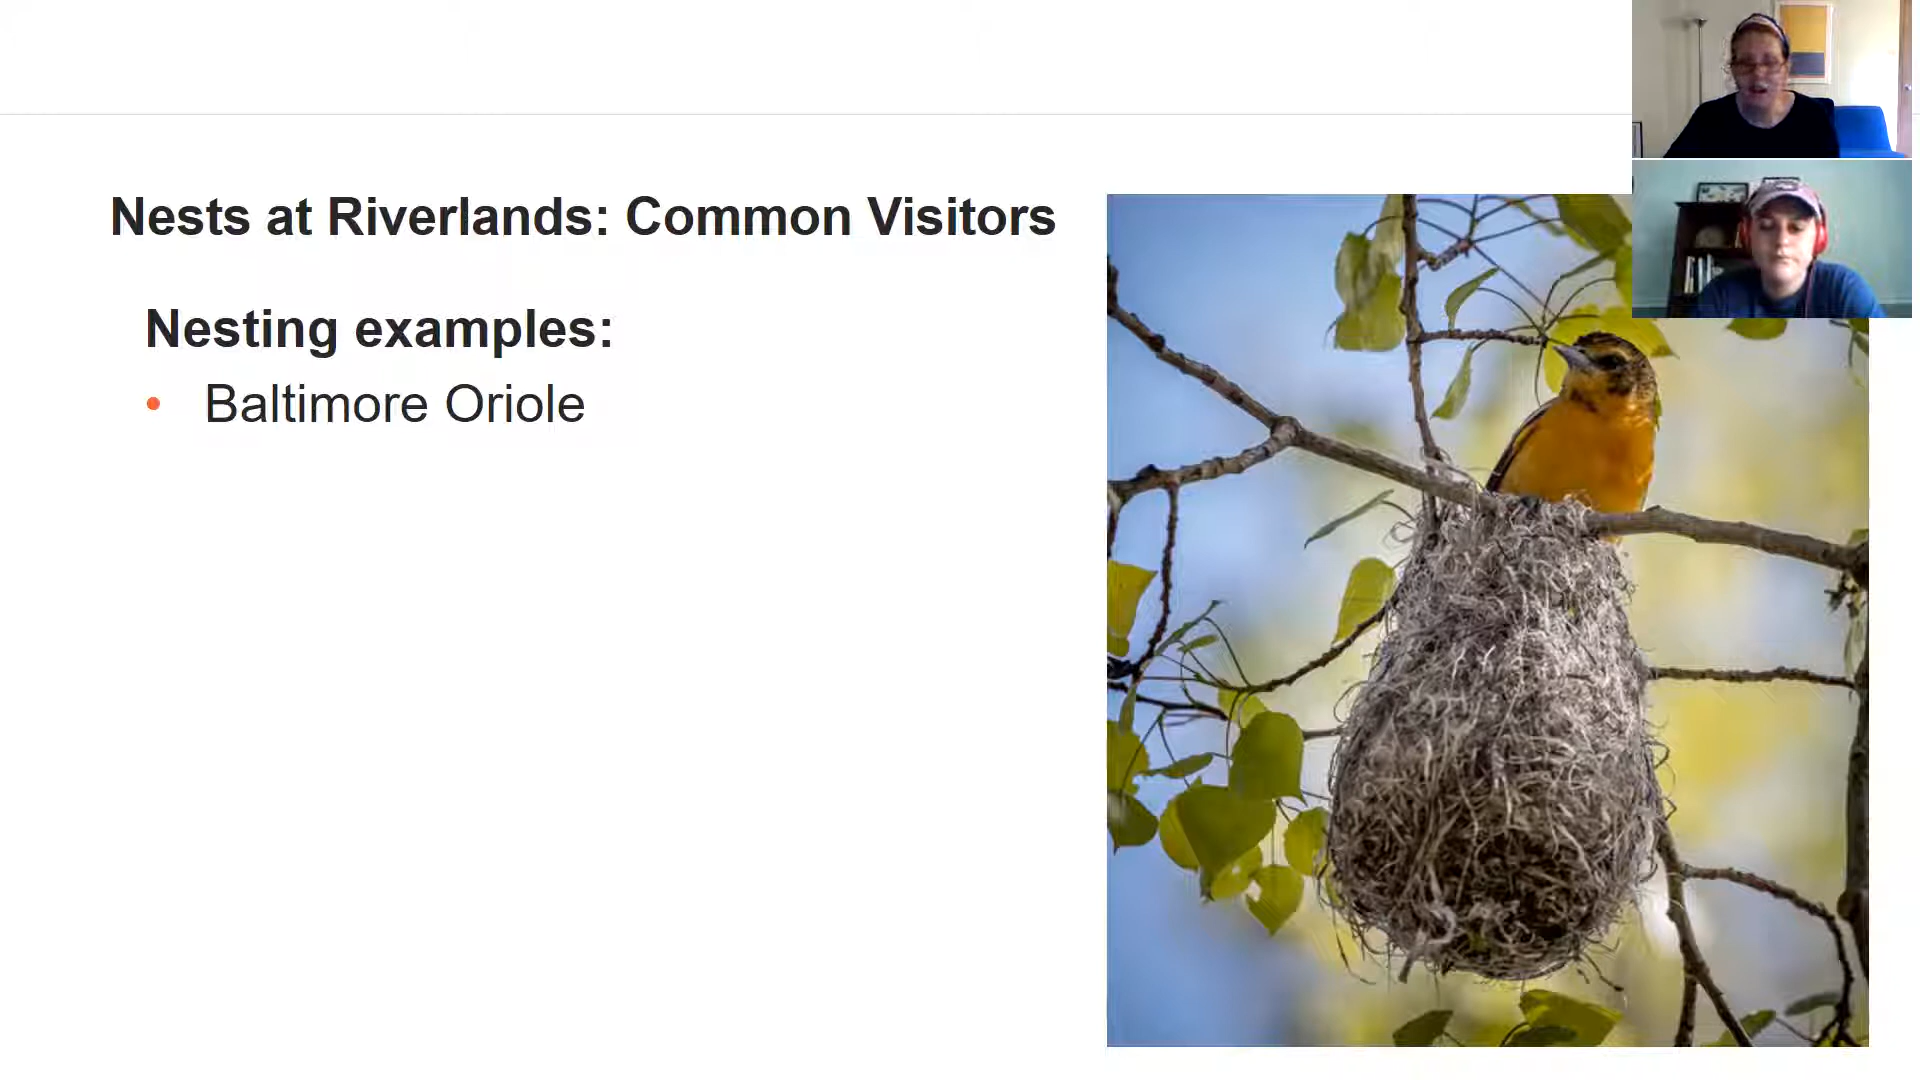 Nests at Riverlands: Common Visitors
Nesting examples:
• Baltimore Oriole